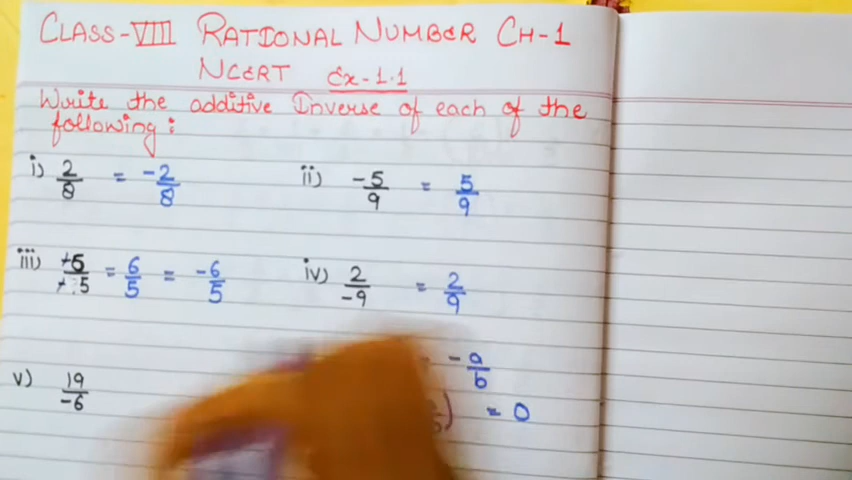 CLASS-VIII RATIONAL NUMBER CH-1
NCERT Ex-1.1
Write the additive Inverse of each of the
following :
i) 2/8 = -2/8 ii) -5/9 = 5/9
iii) -6/-5 = 6/5 = -6/5 iv) 2/-9 = 2/9
- a/b
v) 19/-6
) = 0